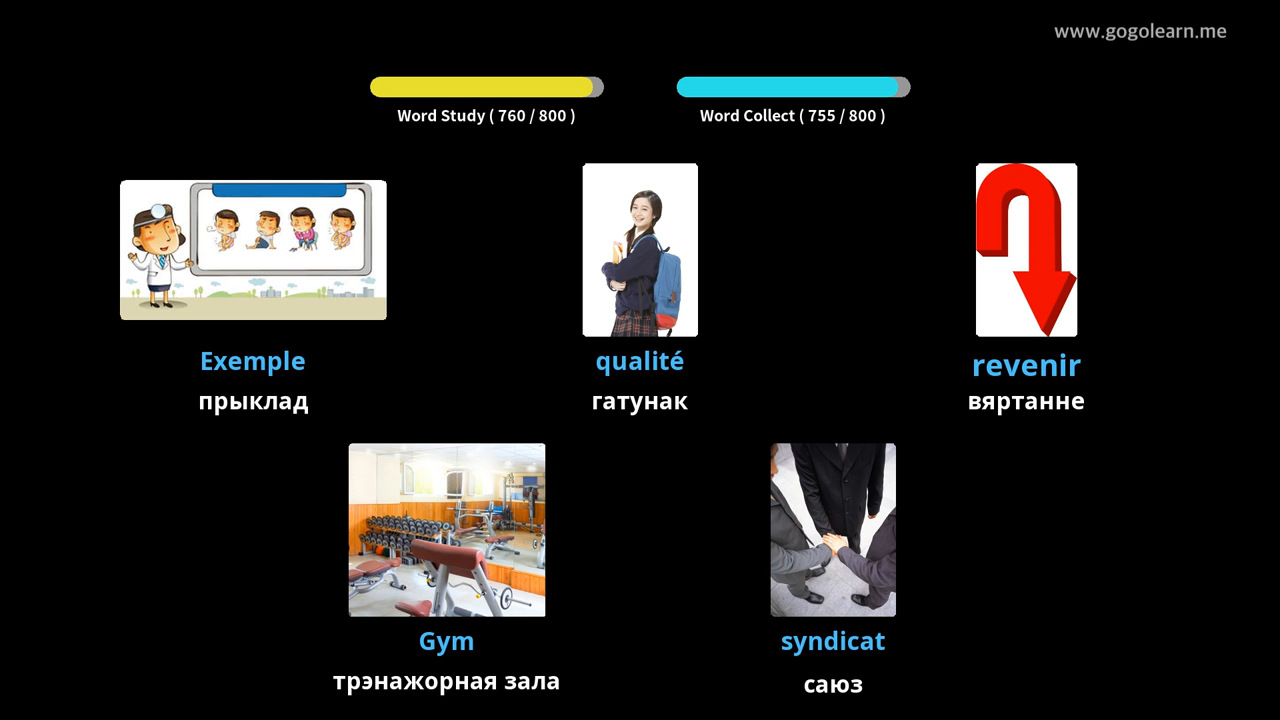 www.gogolearn.me
Word Study ( 760 / 800 )
Word Collect ( 755 / 800 )
Exemple
прыклад
qualité
гатунак
revenir
вяртанне
Gym
трэнажорная зала
syndicat
саюз